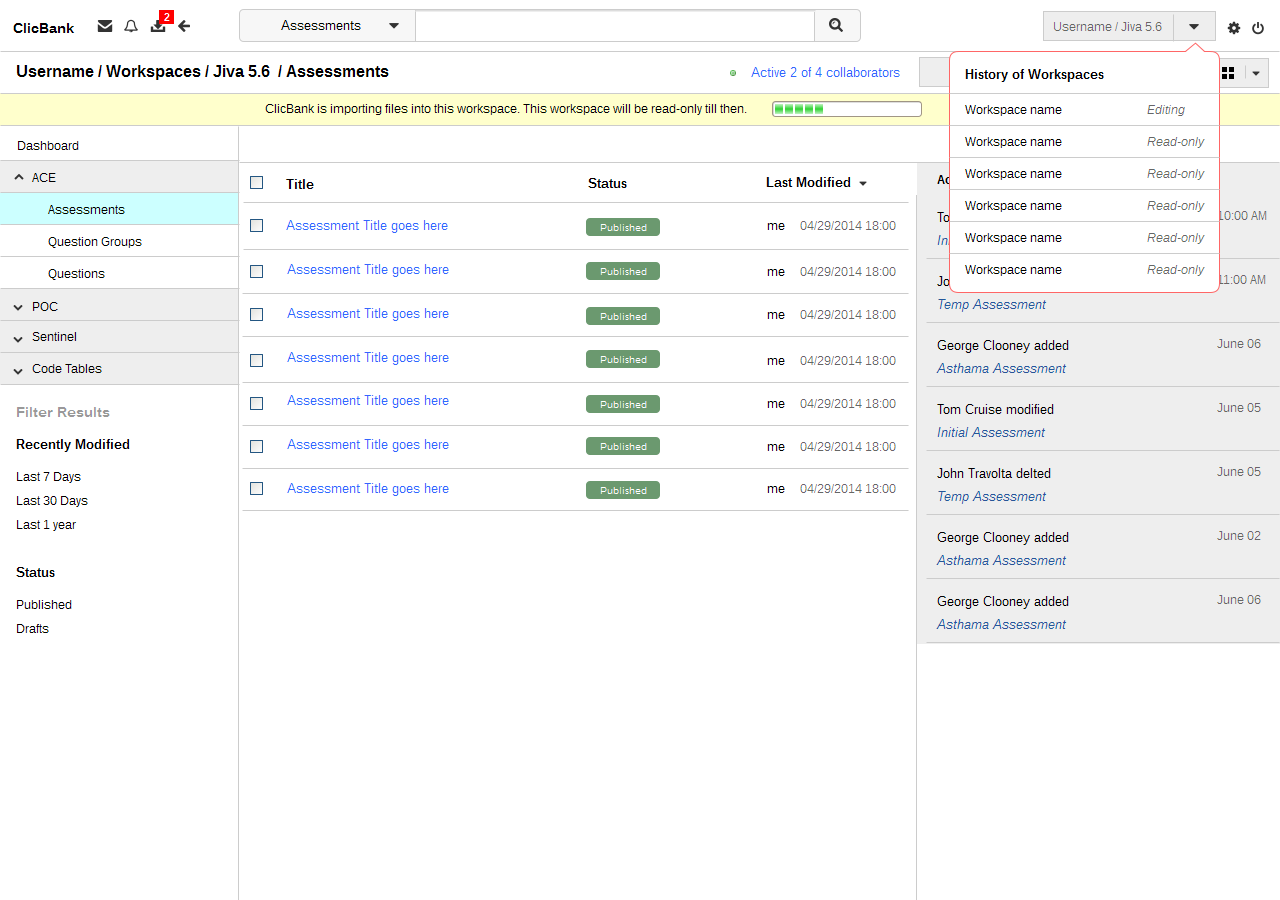 ClicBank
2
Assessments
Username / Jiva 5.6
Username / Workspaces / Jiva 5.6 / Assessments
Active 2 of 4 collaborators
ClicBank is importing files into this workspace. This workspace will be read-only till then.
History of Workspaces
Workspace name Editing
Workspace name Read-only
Workspace name Read-only
Workspace name Read-only
Workspace name Read-only
Workspace name Read-only
Dashboard
ACE
Assessments
Question Groups
Questions
POC
Sentinel
Code Tables
Filter Results
Recently Modified
Last 7 Days
Last 30 Days
Last 1 year
Status
Published
Drafts
Title Status Last Modified
Assessment Title goes here Published me 04/29/2014 18:00
Assessment Title goes here Published me 04/29/2014 18:00
Assessment Title goes here Published me 04/29/2014 18:00
Assessment Title goes here Published me 04/29/2014 18:00
Assessment Title goes here Published me 04/29/2014 18:00
Assessment Title goes here Published me 04/29/2014 18:00
Assessment Title goes here Published me 04/29/2014 18:00
10:00 AM
11:00 AM
Temp Assessment
George Clooney added June 06
Asthama Assessment
Tom Cruise modified June 05
Initial Assessment
John Travolta delted June 05
Temp Assessment
George Clooney added June 02
Asthama Assessment
George Clooney added June 06
Asthama Assessment